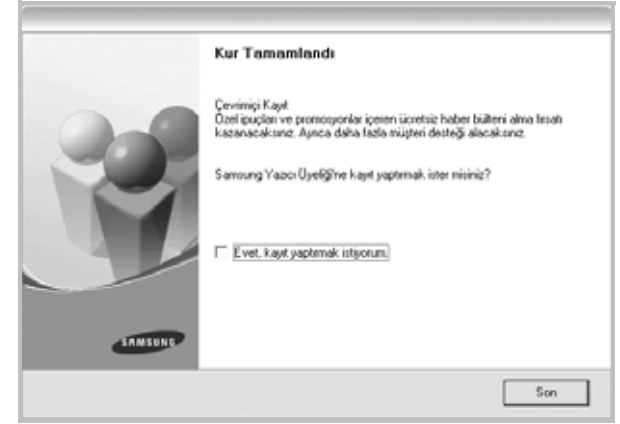 Kur Tamamlandı
Çevrimiçi Kayıt
Özel ipuçları ve promosyonlar içeren ücretsiz haber bülteni alma fırsatı
kazanacaksınız. Ayrıca daha fazla müşteri desteği alacaksınız.
Samsung Yazıcı Üyeliği'ne kayıt yaptırmak ister misiniz?
Evet, kayıt yaptırmak istiyorum.
SAMSUNG
Son